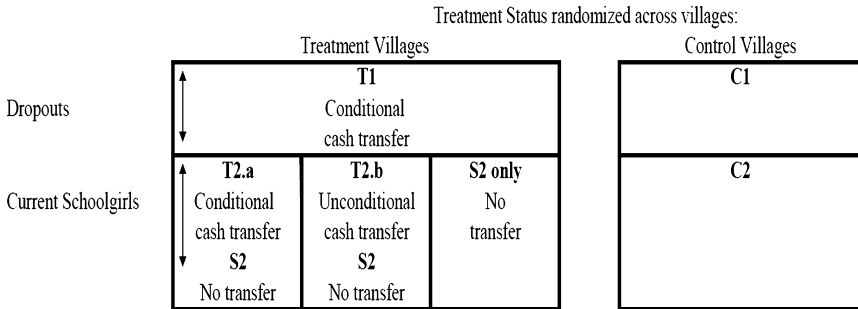 Treatment Status randomized across villages:
Treatment Villages
Control Villages
T1
C1
Dropouts
Conditional
cash transfer
T2.a
T2.b
S2 only
C2
Current Schoolgirls
Conditional
Unconditional
No
cash transfer
cash transfer
transfer
S2
S2
No transfer
No transfer